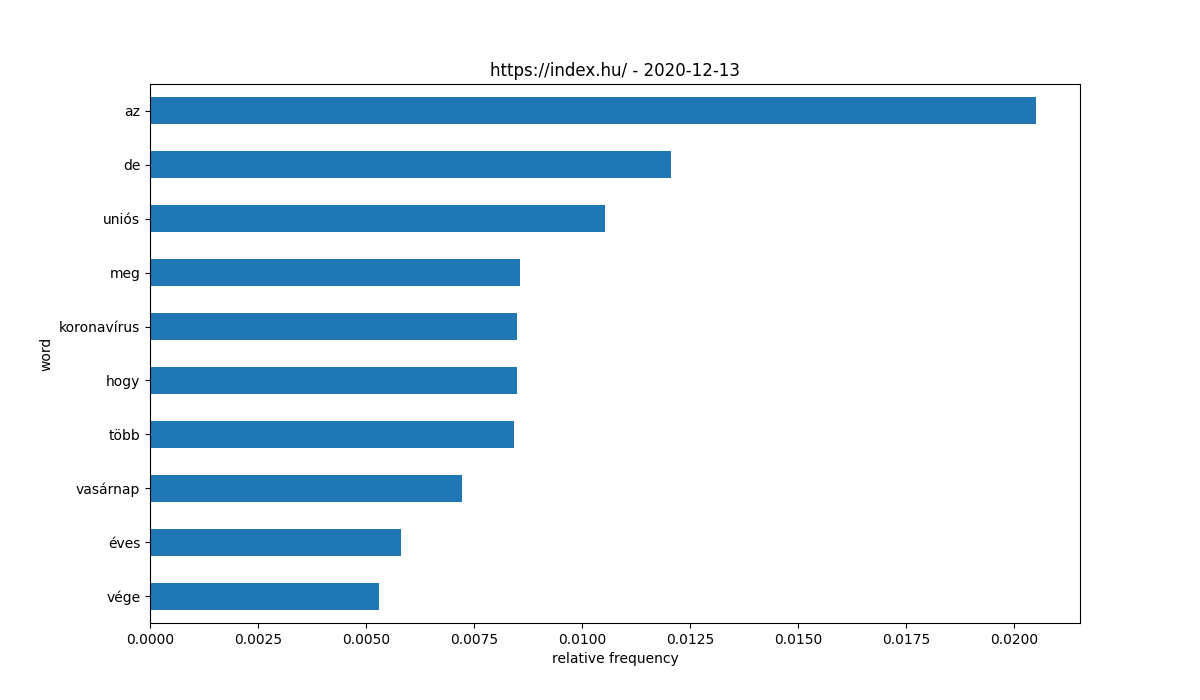 https://index.hu/ - 2020-12-13
az
de
uniós
meg
koronavírus
hogy
több
vasárnap
éves
vége
word
0.0000 0.0025 0.0050 0.0075 0.0100 0.0125 0.0150 0.0175 0.0200
relative frequency